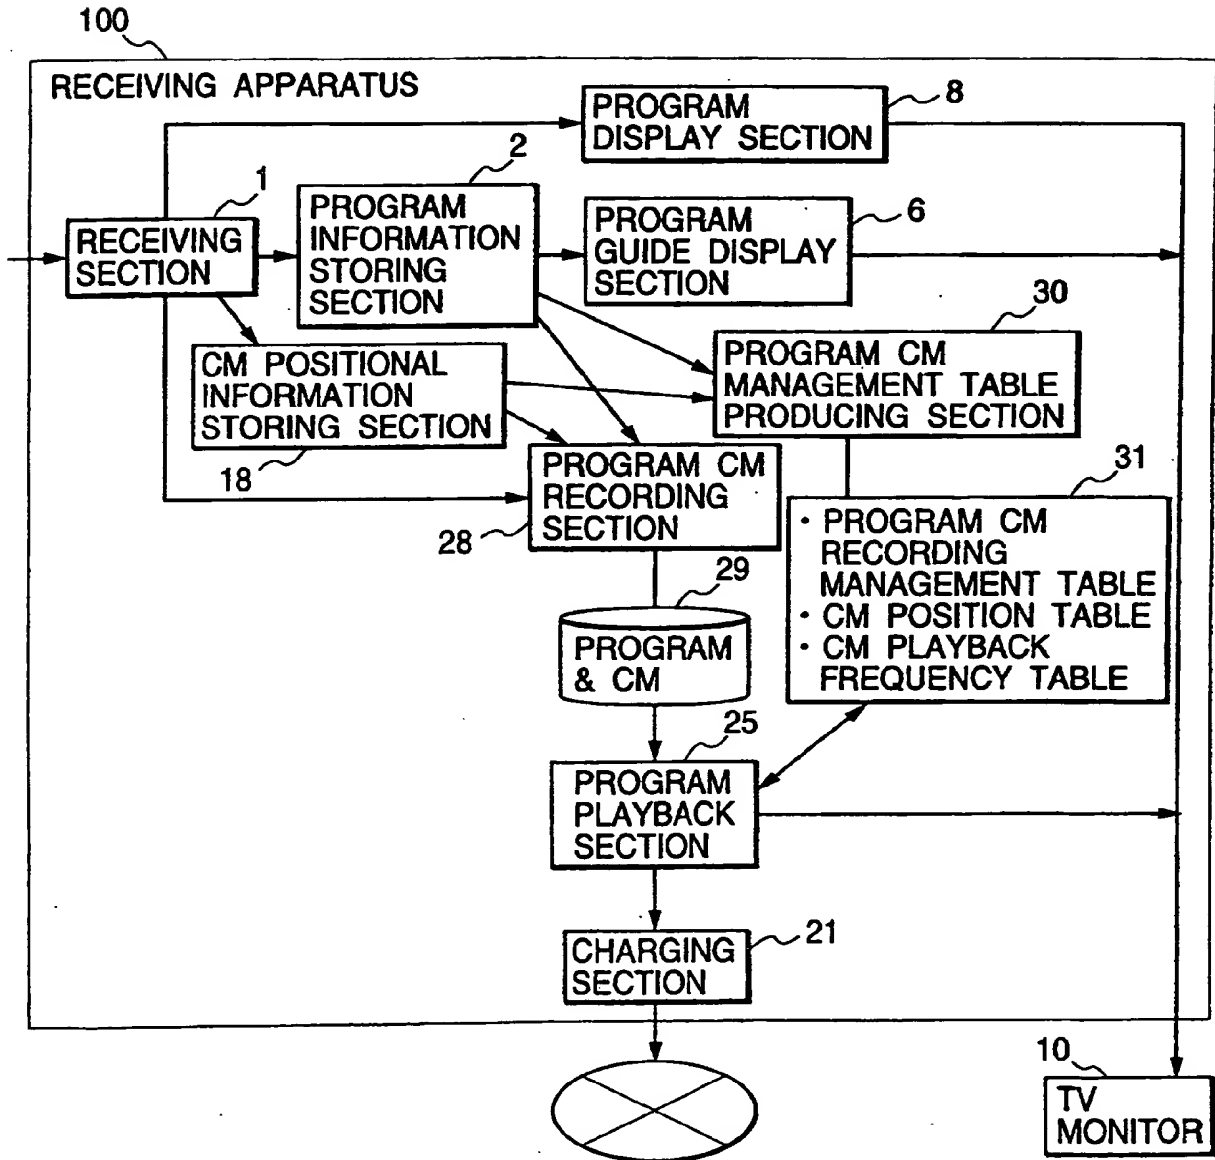 100
RECEIVING APPARATUS
PROGRAM
DISPLAY SECTION
8
1
RECEIVING
SECTION
2
PROGRAM
INFORMATION
STORING
SECTION
PROGRAM
GUIDE DISPLAY
SECTION
6
CM POSITIONAL
INFORMATION
STORING SECTION
18
30
PROGRAM CM
MANAGEMENT TABLE
PRODUCING SECTION
PROGRAM CM
RECORDING
SECTION
28
31
· PROGRAM CM
RECORDING
MANAGEMENT TABLE
· CM POSITION TABLE
· CM PLAYBACK
FREQUENCY TABLE
29
PROGRAM
& CM
25
PROGRAM
PLAYBACK
SECTION
CHARGING
SECTION
21
10
TV
MONITOR